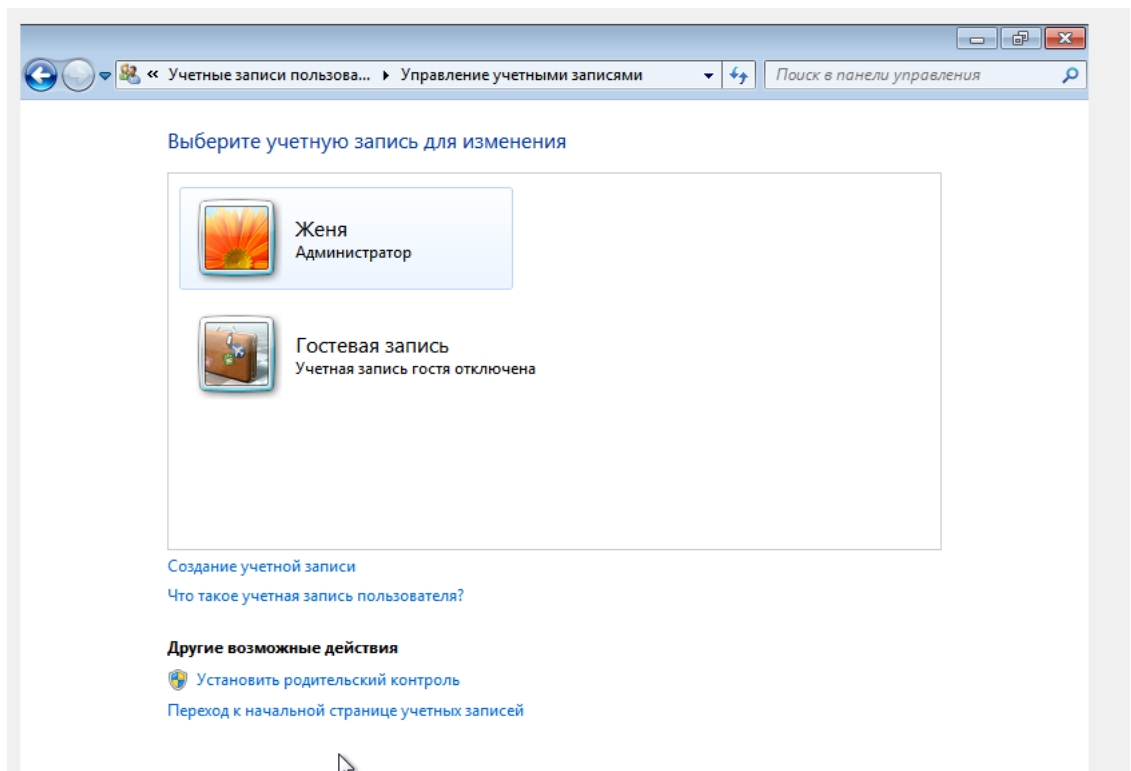 « Учетные записи пользова... Управление учетными записями Поиск в панели управления
Выберите учетную запись для изменения
Женя
Администратор
Гостевая запись
Учетная запись гостя отключена
Создание учетной записи
Что такое учетная запись пользователя?
Другие возможные действия
Установить родительский контроль
Переход к начальной странице учетных записей